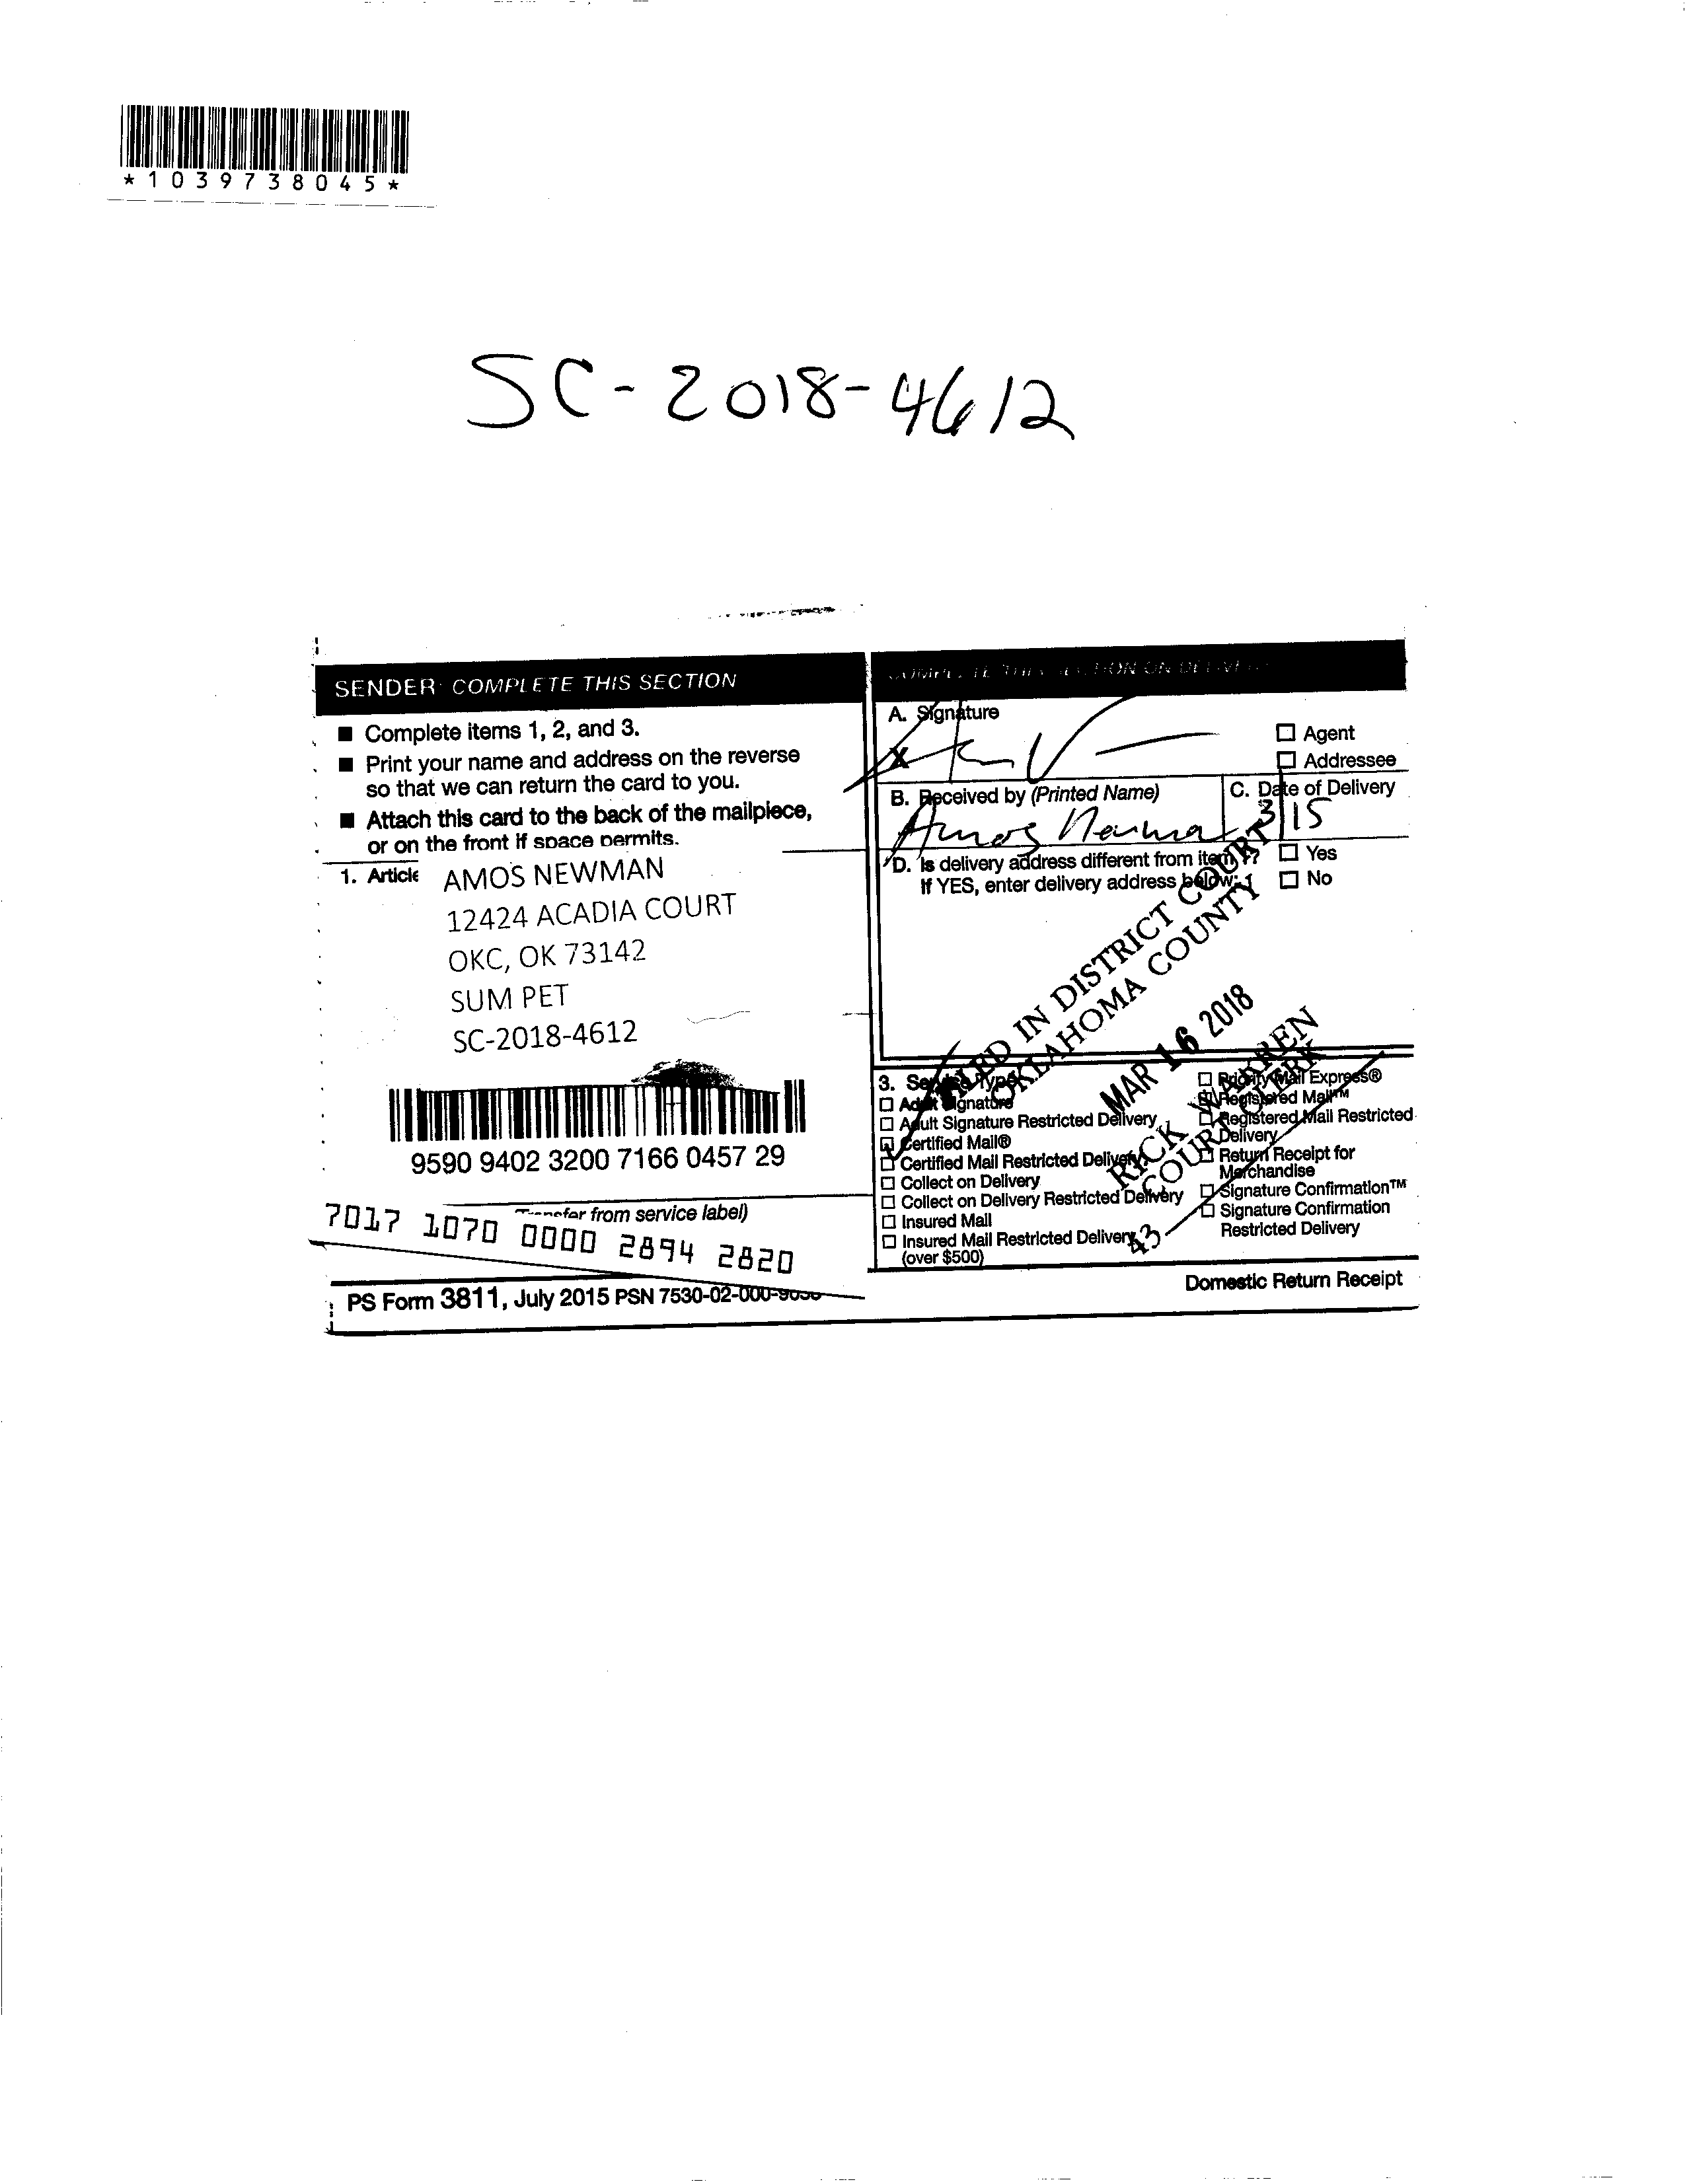 *1039738045*
SC-2018-4612
SENDER: COMPLETE THIS SECTION
■ Complete items 1, 2, and 3.
■ Print your name and address on the reverse
so that we can return the card to you.
■ Attach this card to the back of the mailpiece,
or on the front if space permits.
1. Article
AMOS NEWMAN
12424 ACADIA COURT
OKC, OK 73142
SUM PET
SC-2018-4612
9590 9402 3200 7166 0457 29
(Transfer from service label)
7017 1070 0000 2894 2820
PS Form 3811, July 2015 PSN 7530-02-000-9053
COMPLETE THIS SECTION ON DELIVERY
A. Signature
X
☐ Agent
☐ Addressee
B. Received by (Printed Name)
Amos Newman
C. Date of Delivery
3/15
D. Is delivery address different from item 1? ☐ Yes
If YES, enter delivery address below: ☐ No
FILED IN DISTRICT COURT
OKLAHOMA COUNTY
MAR 16 2018
RICK WARREN
COURT CLERK
43
3. Service Type
☐ Adult Signature
☐ Adult Signature Restricted Delivery
☐ Certified Mail®
☐ Certified Mail Restricted Delivery
☐ Collect on Delivery
☐ Collect on Delivery Restricted Delivery
☐ Insured Mail
☐ Insured Mail Restricted Delivery
(over $500)
☐ Priority Mail Express®
☐ Registered Mail™
☐ Registered Mail Restricted
Delivery
☐ Return Receipt for
Merchandise
☐ Signature Confirmation™
☐ Signature Confirmation
Restricted Delivery
Domestic Return Receipt